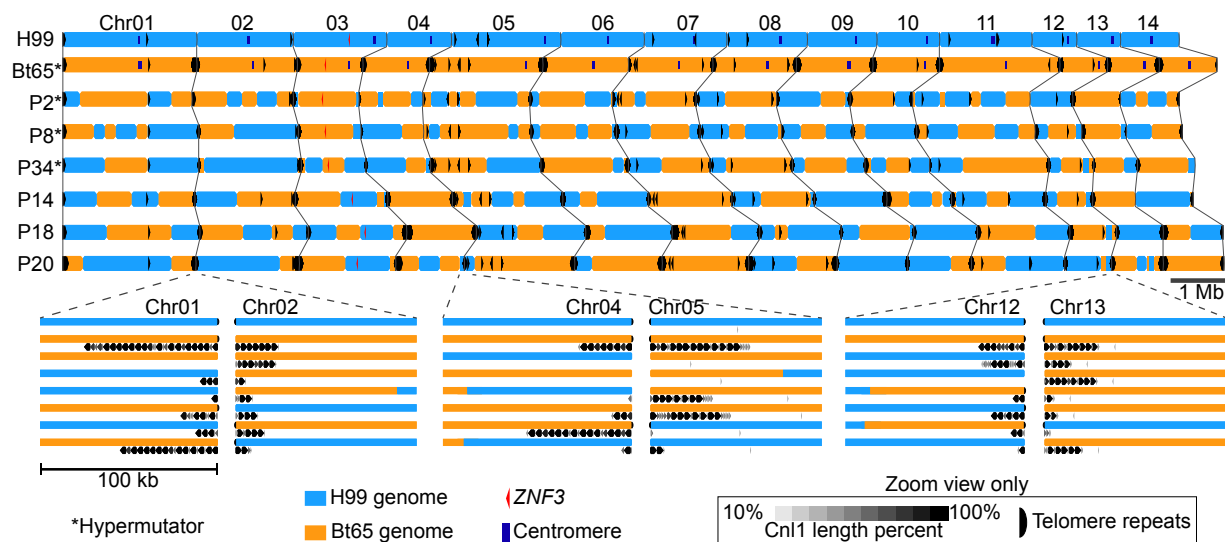 Chr01 02 03 04 05 06 07 08 09 10 11 12 13 14
H99
Bt65*
P2*
P8*
P34*
P14
P18
P20
1 Mb
Chr01 Chr02 Chr04 Chr05 Chr12 Chr13
100 kb
*Hypermutator
H99 genome
Bt65 genome
ZNF3
Centromere
Zoom view only
10% 100%
Cnl1 length percent
Telomere repeats